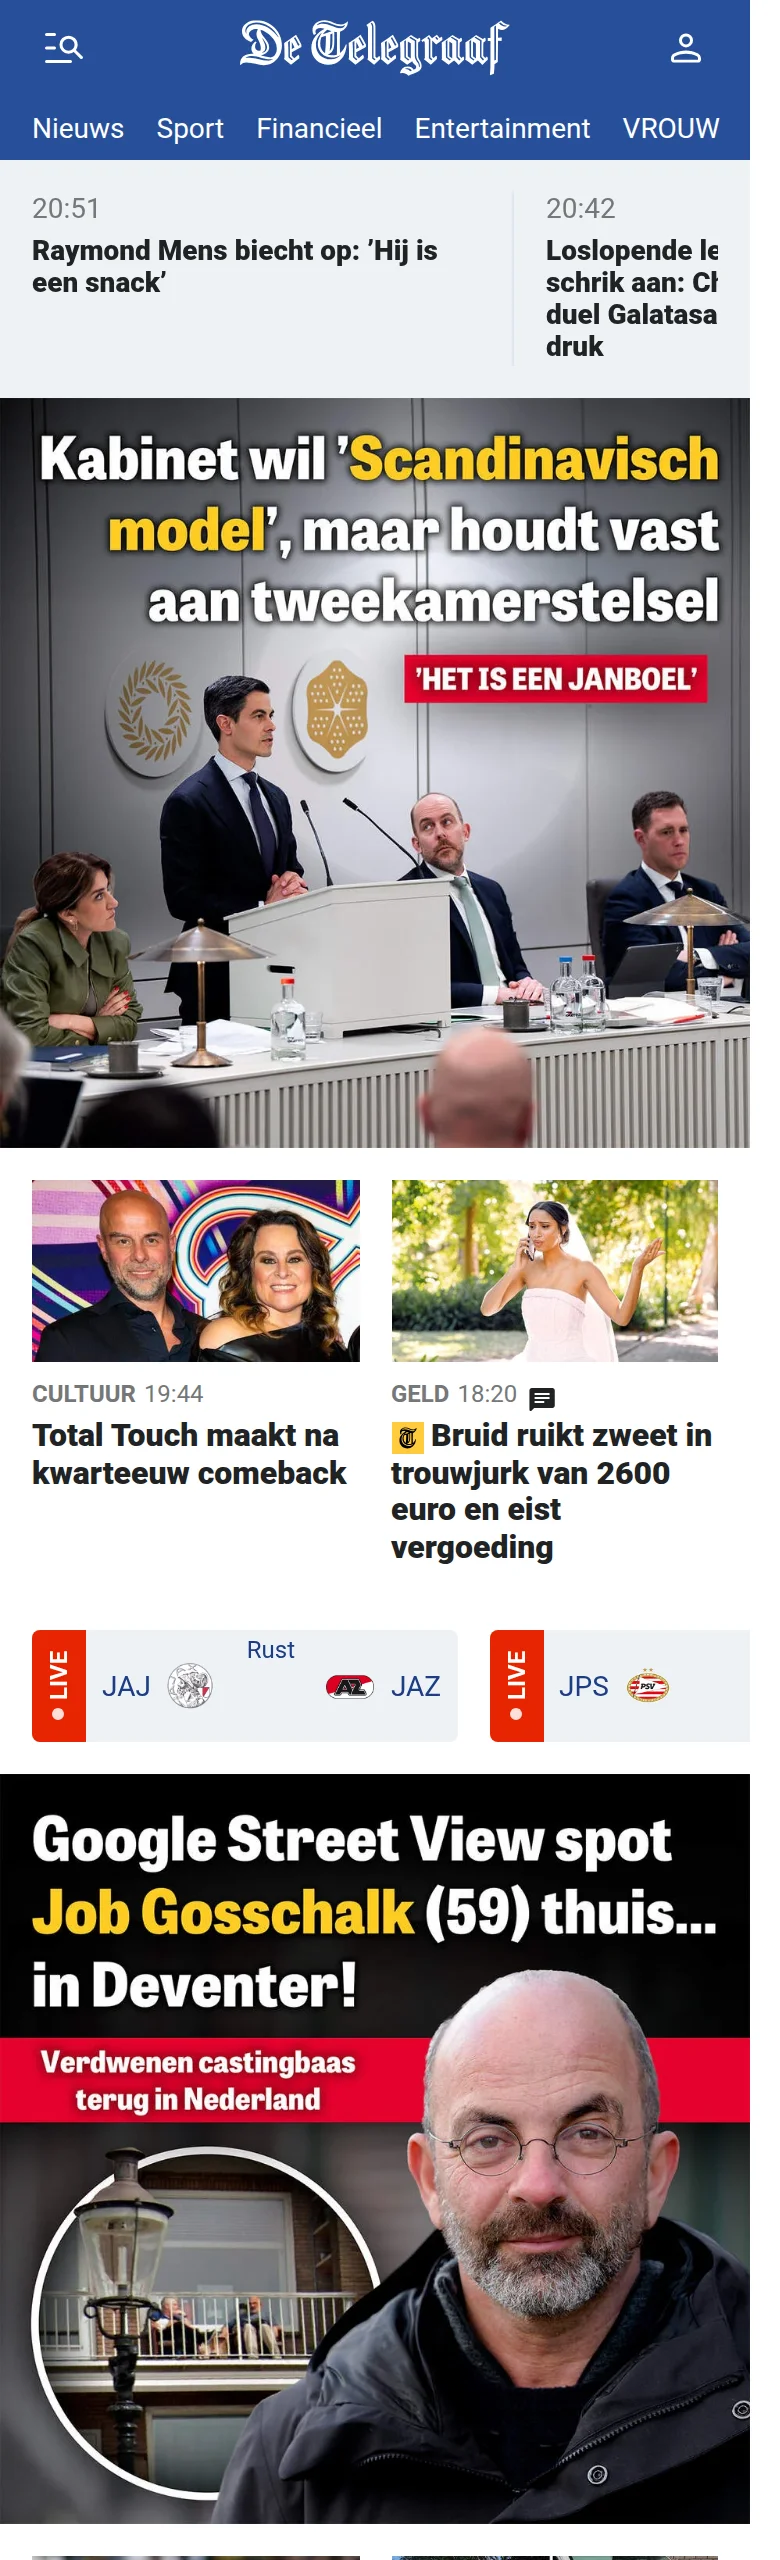 De Telegraaf
Nieuws Sport Financieel Entertainment VROUW
20:51
Raymond Mens biecht op: ’Hij is
een snack’
20:42
Loslopende le
schrik aan: Ch
duel Galatasa
druk
Kabinet wil ’Scandinavisch
model’, maar houdt vast
aan tweekamerstelsel
’HET IS EEN JANBOEL’
CULTUUR 19:44
Total Touch maakt na
kwarteeuw comeback
GELD 18:20
Bruid ruikt zweet in
trouwjurk van 2600
euro en eist
vergoeding
LIVE
Rust
JAJ AZ JAZ
LIVE
JPS PSV
Google Street View spot
Job Gosschalk (59) thuis...
in Deventer!
Verdwenen castingbaas
terug in Nederland